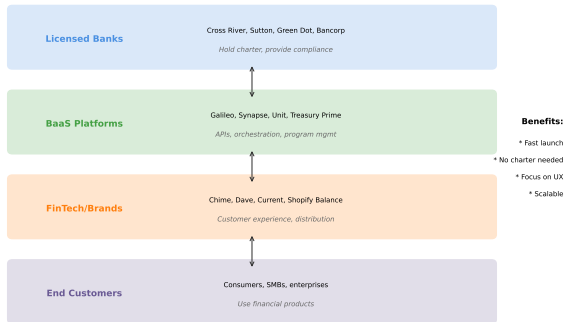 Licensed Banks
Cross River, Sutton, Green Dot, Bancorp
Hold charter, provide compliance
BaaS Platforms
Galileo, Synapse, Unit, Treasury Prime
APIs, orchestration, program mgmt
FinTech/Brands
Chime, Dave, Current, Shopify Balance
Customer experience, distribution
End Customers
Consumers, SMBs, enterprises
Use financial products
Benefits:
* Fast launch
* No charter needed
* Focus on UX
* Scalable